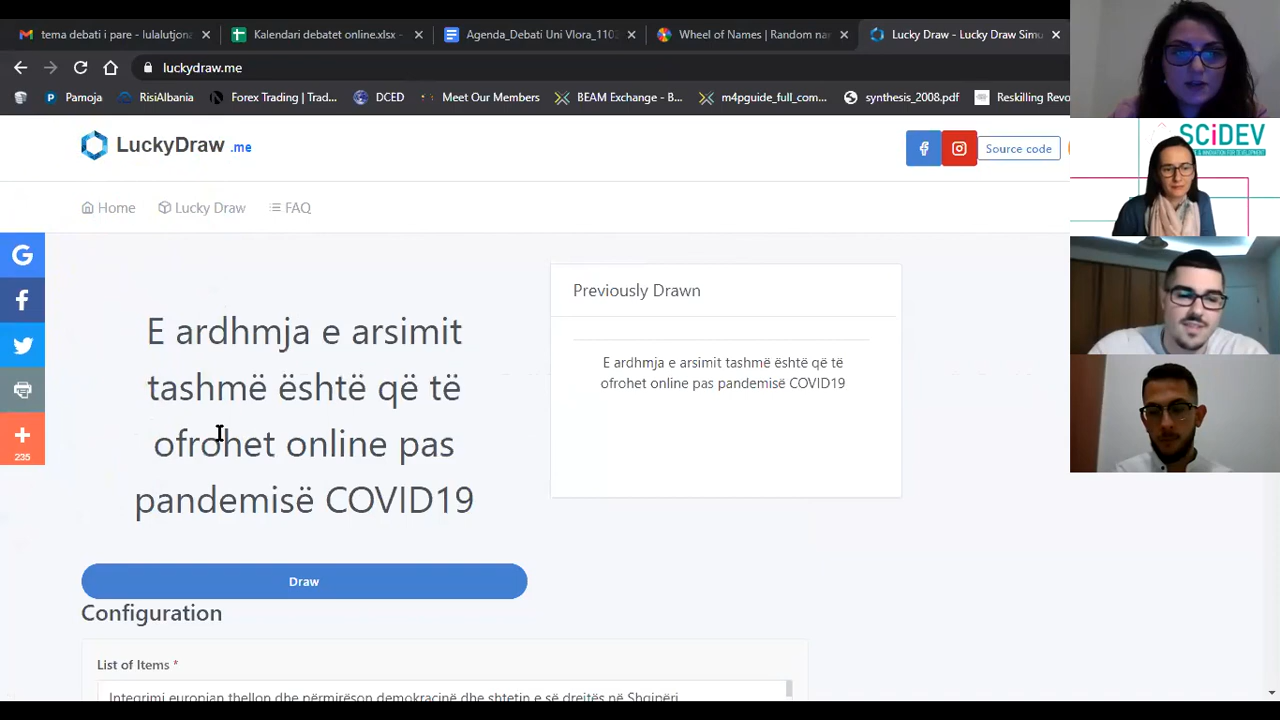 tema debati i pare - lulalutjona
Kalendari debatet online.xlsx -
Agenda_Debati Uni Vlora_1102
Wheel of Names | Random nar
Lucky Draw - Lucky Draw Simu
luckydraw.me
Pamoja
RisiAlbania
Forex Trading | Trad...
DCED
Meet Our Members
BEAM Exchange - B...
m4pguide_full_com...
synthesis_2008.pdf
Reskilling Revo
LuckyDraw .me
Source code
Home
Lucky Draw
FAQ
235
E ardhmja e arsimit
tashmë është që të
ofrohet online pas
pandemisë COVID19
Previously Drawn
E ardhmja e arsimit tashmë është që të
ofrohet online pas pandemisë COVID19
Draw
Configuration
List of Items *
Integrimi europian thellon dhe përmirëson demokracinë dhe shtetin e së drejtës në Shqipëri
SCiDEV